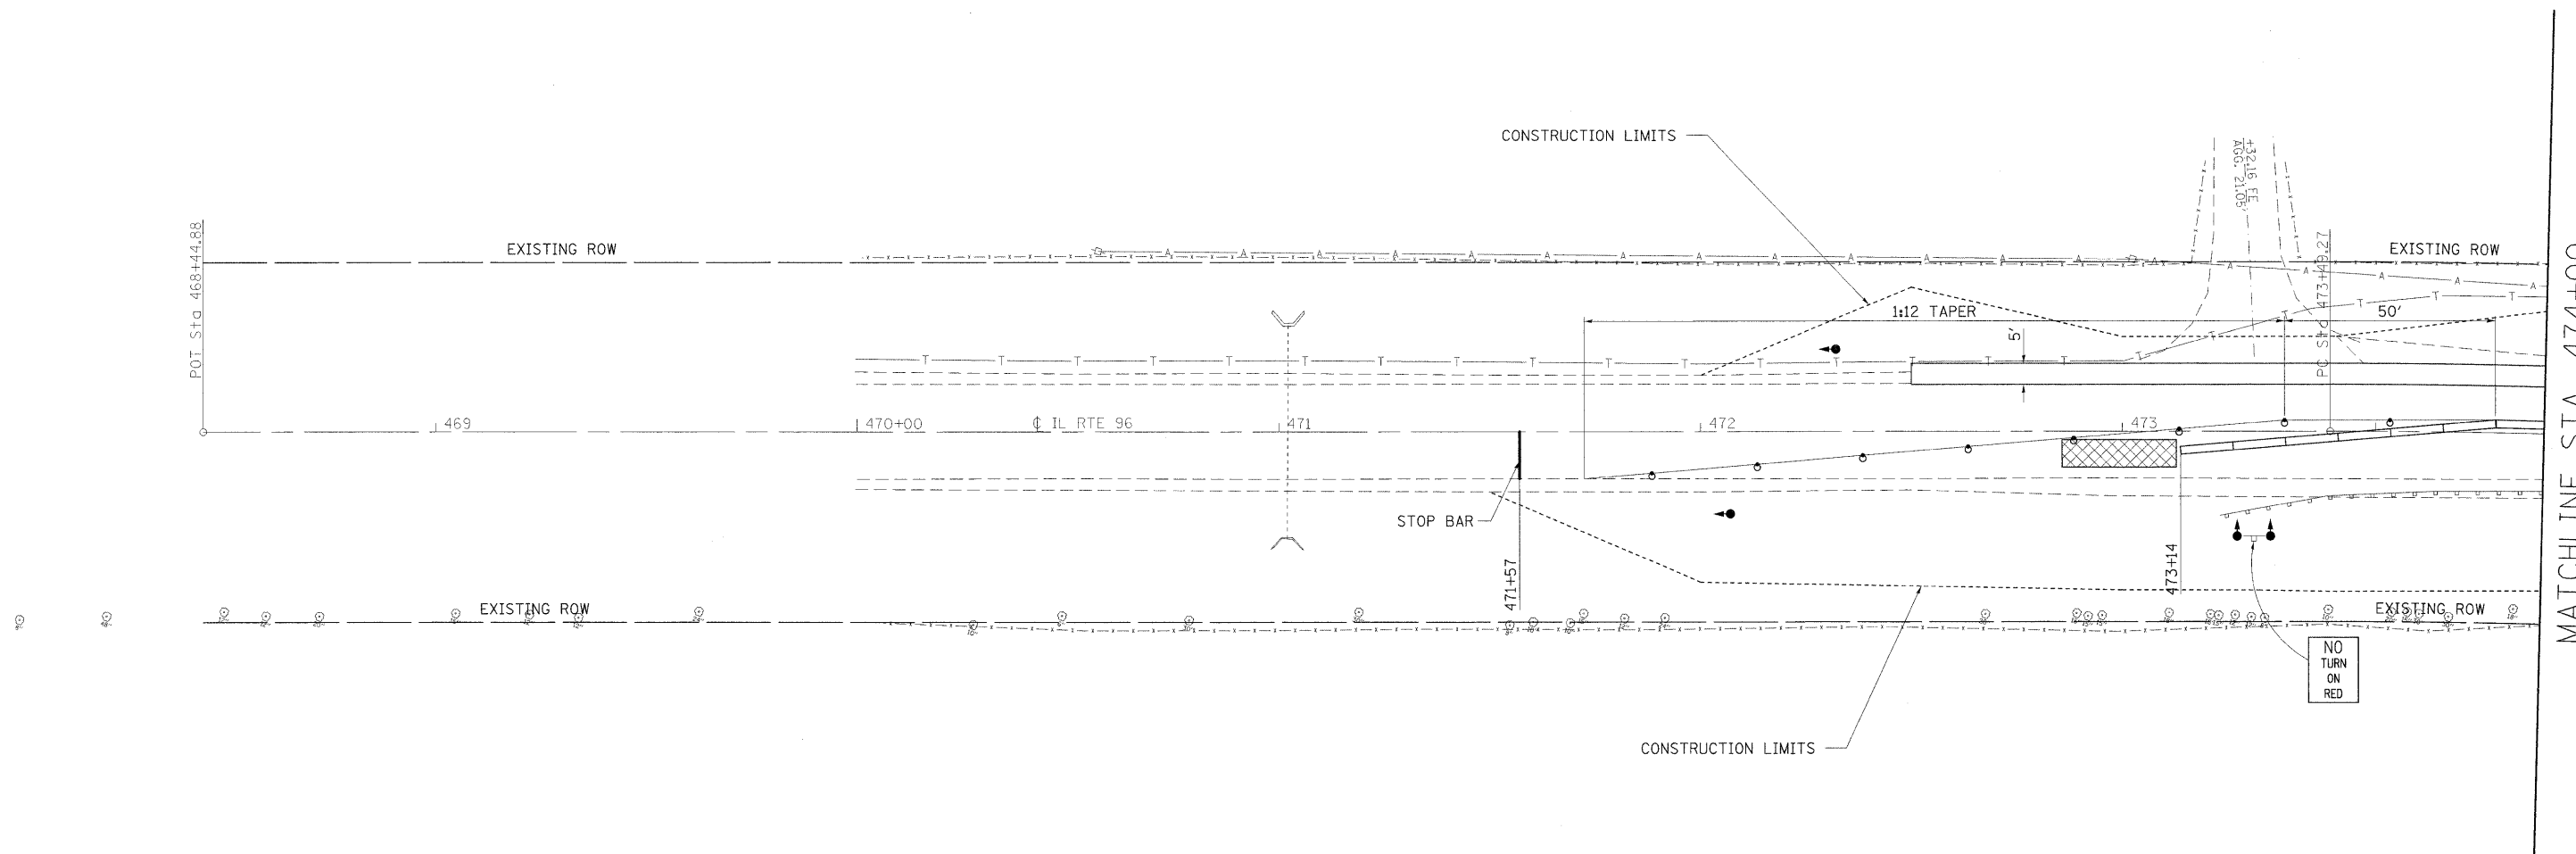 CONSTRUCTION LIMITS
+32.16 FE
AGG. 21.05'
POT Sta 468+44.88
EXISTING ROW
A A A A A A A A A A A A A A A A A A
PC Sta 473+49.27
EXISTING ROW
1:12 TAPER
50'
5'
T T T T T T T T T T T T T T T T T T T T
469
470+00
℄ IL RTE 96
471
472
473
MATCHLINE STA 474+00
STOP BAR
471+57
473+14
EXISTING ROW
EXISTING ROW
NO
TURN
ON
RED
CONSTRUCTION LIMITS